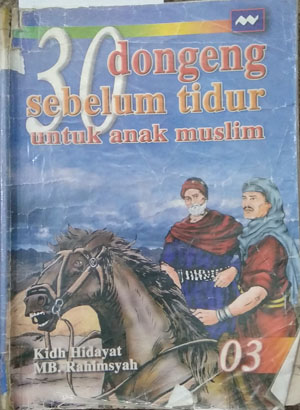 30 dongeng
sebelum tidur
untuk anak muslim
Kidh Hidayat
MB. Rahimsyah
03